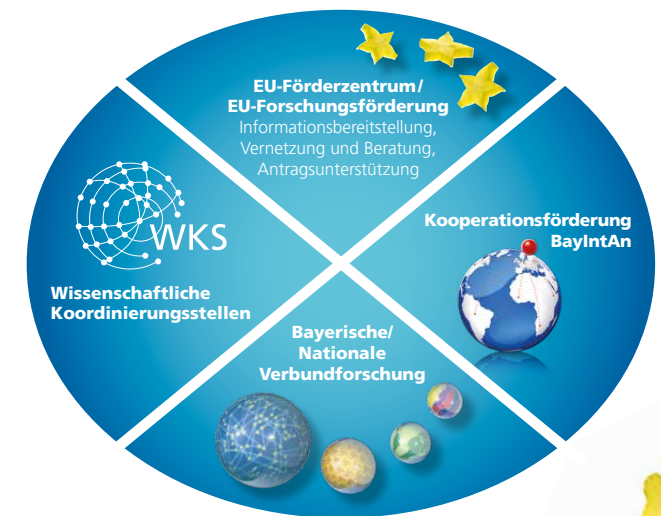 EU-Förderzentrum/
EU-Forschungsförderung
Informationsbereitstellung,
Vernetzung und Beratung,
Antragsunterstützung
WKS
Wissenschaftliche
Koordinierungsstellen
Kooperationsförderung
BayIntAn
Bayerische/
Nationale
Verbundforschung